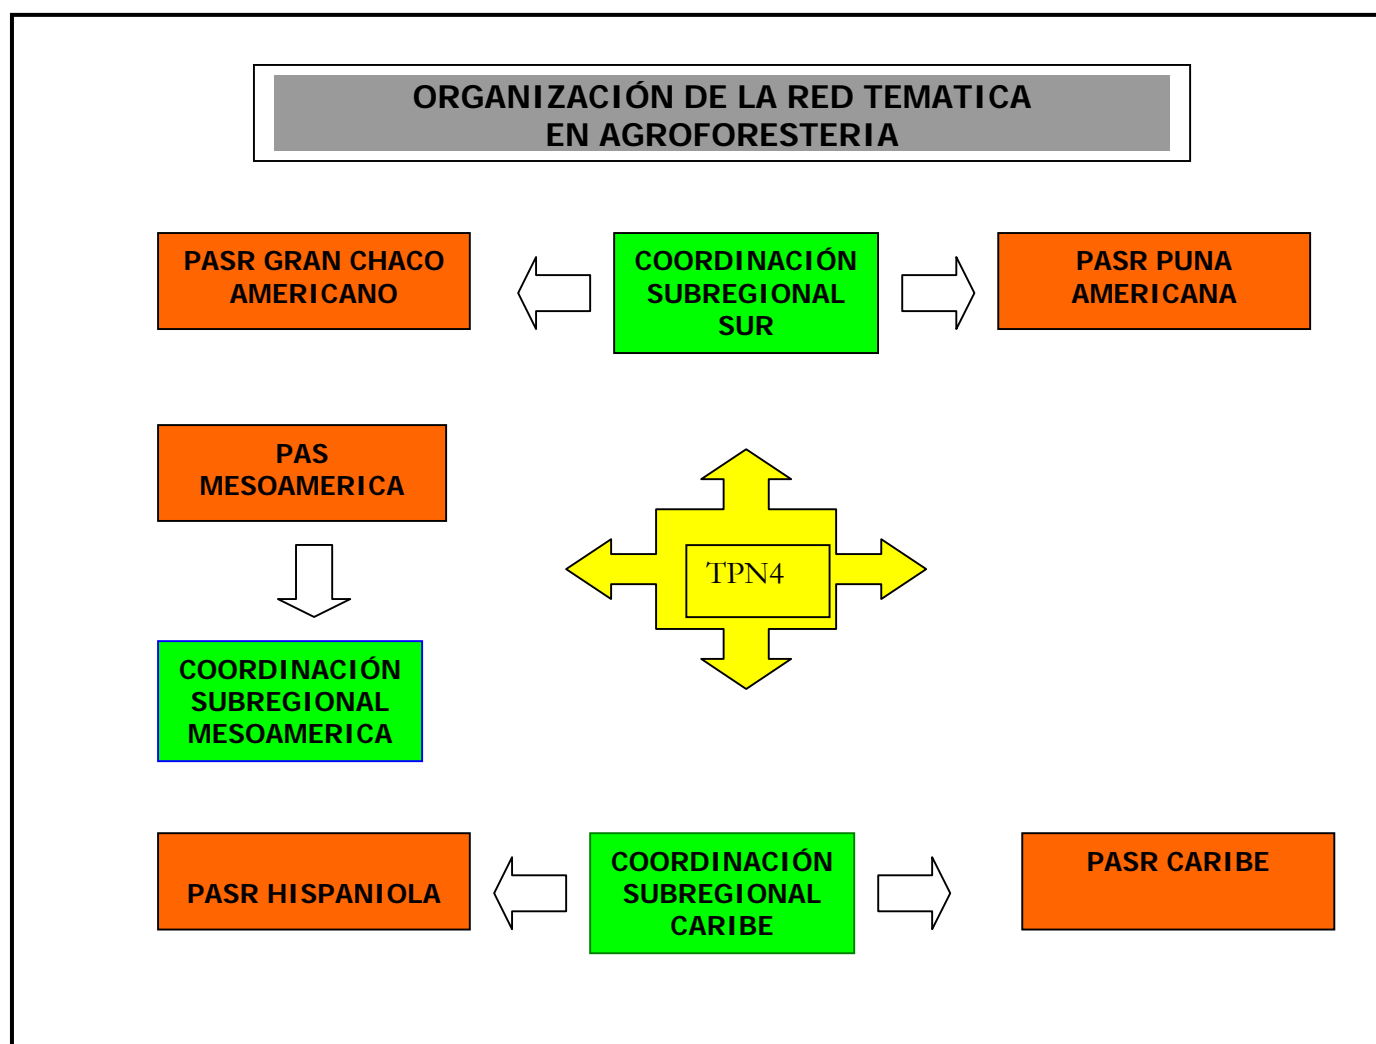 ORGANIZACIÓN DE LA RED TEMATICA
EN AGROFORESTERIA
PASR GRAN CHACO
AMERICANO
COORDINACIÓN
SUBREGIONAL
SUR
PASR PUNA
AMERICANA
PAS
MESOAMERICA
TPN4
COORDINACIÓN
SUBREGIONAL
MESOAMERICA
PASR HISPANIOLA
COORDINACIÓN
SUBREGIONAL
CARIBE
PASR CARIBE